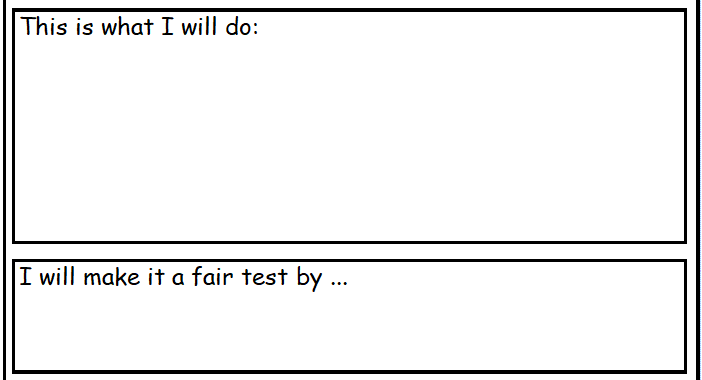 This is what I will do:
I will make it a fair test by ...